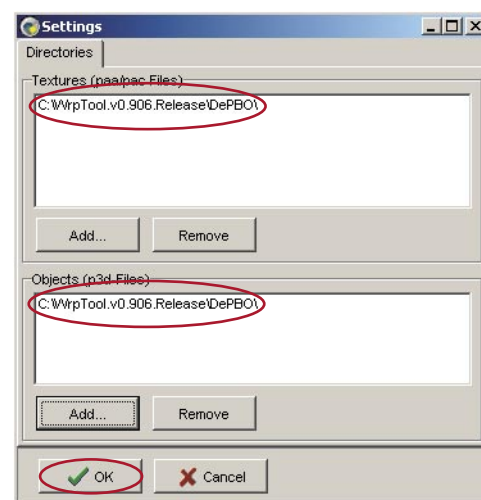 Settings
Directories
Textures (paa/pac Files)
C:\WrpTool.v0.906.Release\DePBO\
Add... Remove
Objects (p3d-Files)
C:\WrpTool.v0.906.Release\DePBO\
Add... Remove
OK Cancel